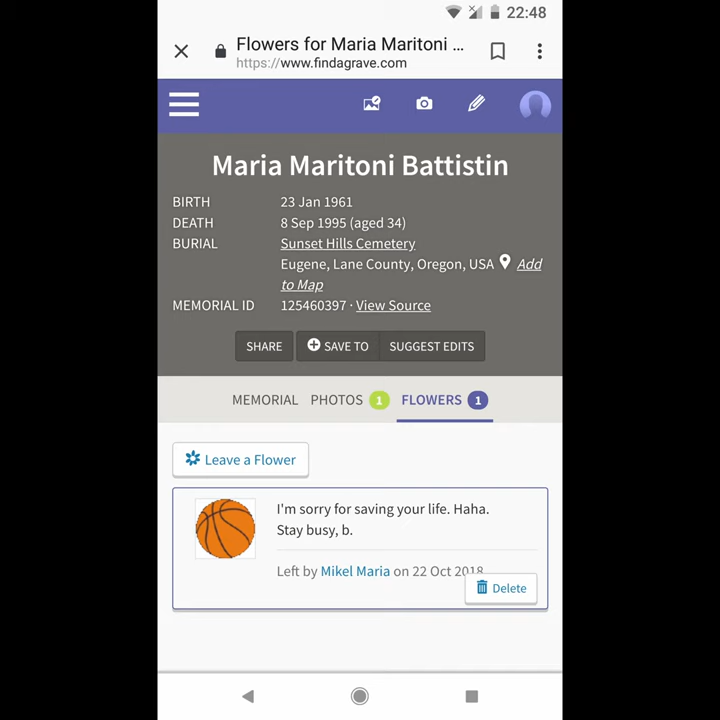 22:48
Flowers for Maria Maritoni ...
https://www.findagrave.com
Maria Maritoni Battistin
BIRTH 23 Jan 1961
DEATH 8 Sep 1995 (aged 34)
BURIAL Sunset Hills Cemetery
Eugene, Lane County, Oregon, USA Add
to Map
MEMORIAL ID 125460397 · View Source
SHARE SAVE TO SUGGEST EDITS
MEMORIAL PHOTOS 1 FLOWERS 1
Leave a Flower
I'm sorry for saving your life. Haha.
Stay busy, b.
Left by Mikel Maria on 22 Oct 2018
Delete